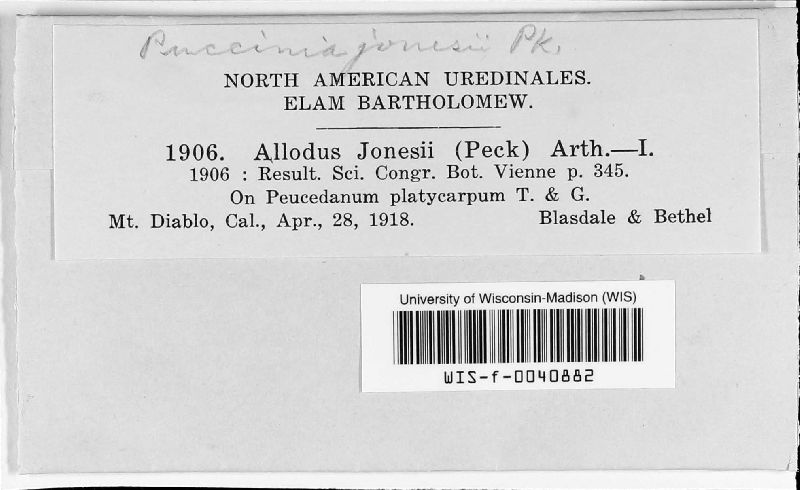 Puccinia jonesii Pk.
NORTH AMERICAN UREDINALES.
ELAM BARTHOLOMEW.
1906. Allodus Jonesii (Peck) Arth.—I.
1906 : Result. Sci. Congr. Bot. Vienne p. 345.
On Peucedanum platycarpum T. & G.
Mt. Diablo, Cal., Apr., 28, 1918. Blasdale & Bethel
University of Wisconsin-Madison (WIS)
WIS-f-0040882